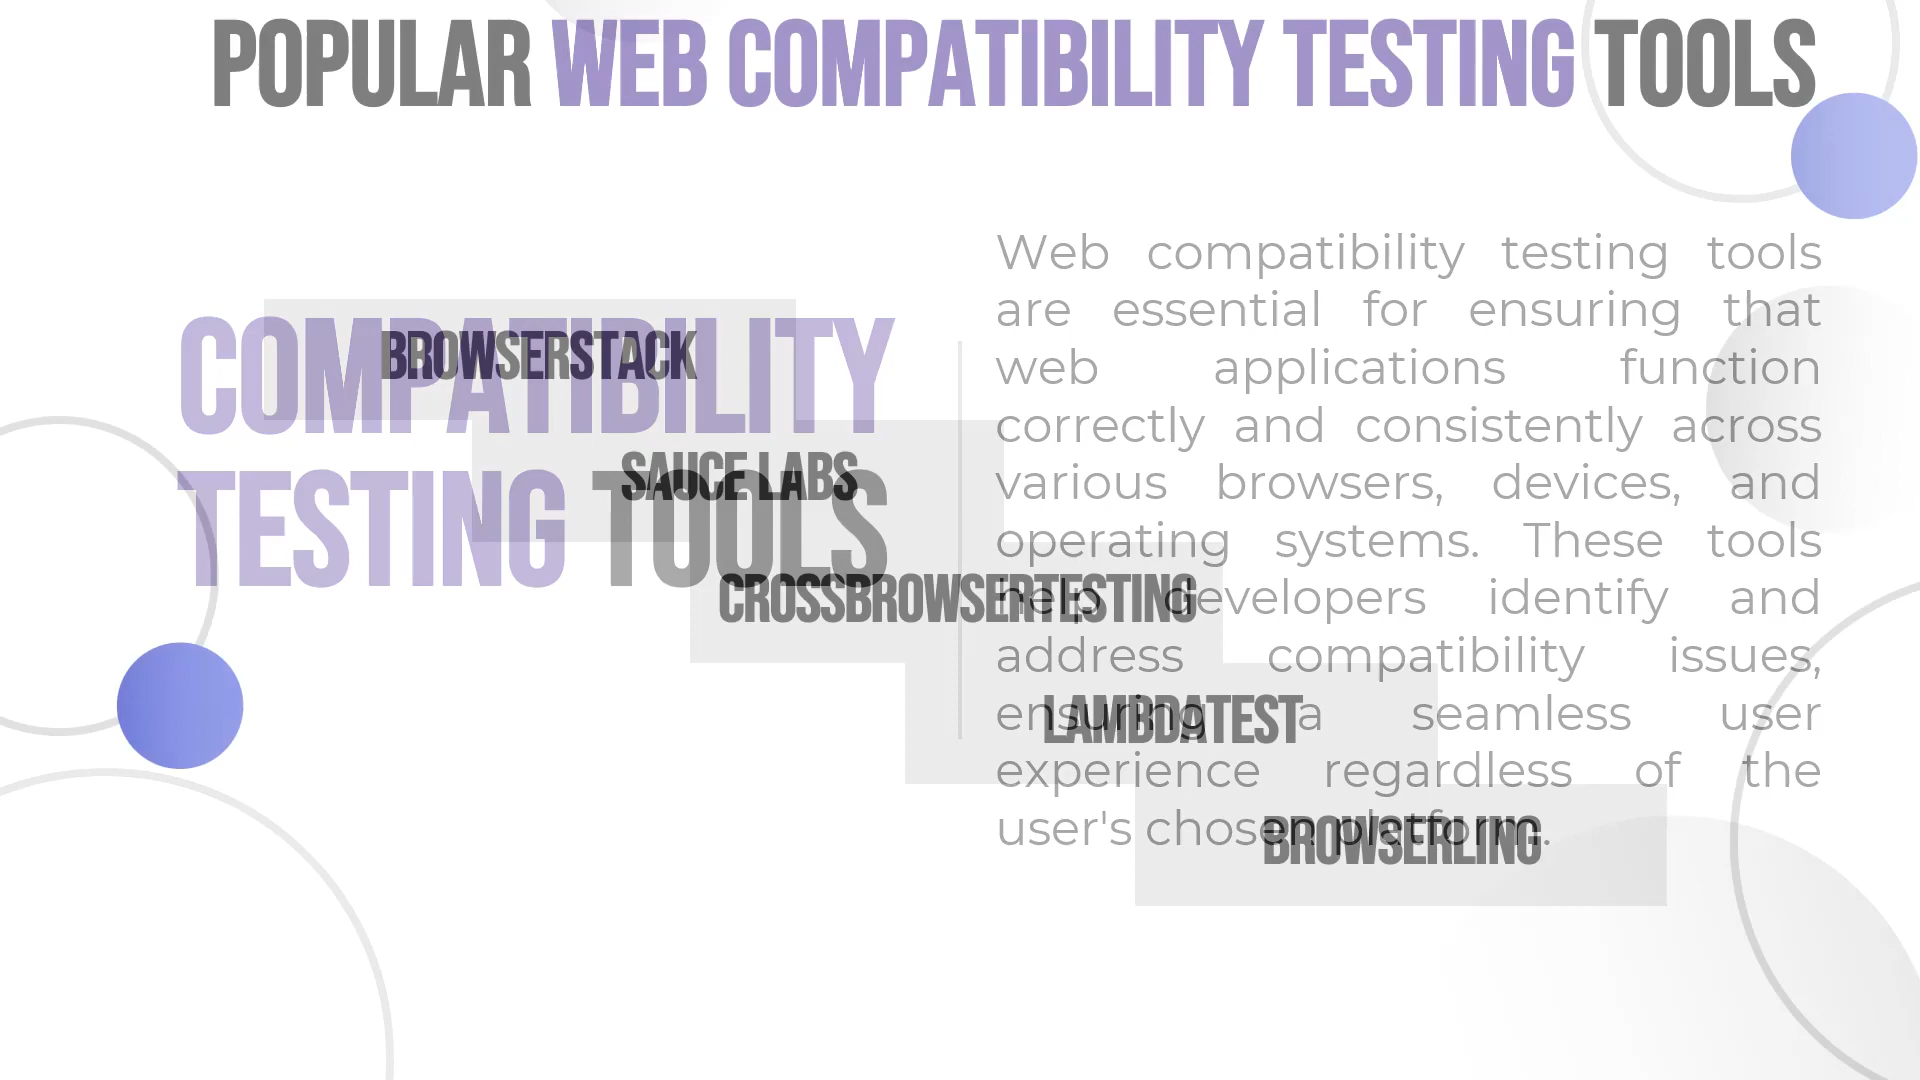 POPULAR WEB COMPATIBILITY TESTING TOOLS
COMPATIBILITY
TESTING TOOLS
Web compatibility testing tools
are essential for ensuring that
web applications function
correctly and consistently across
various browsers, devices, and
operating systems. These tools
help developers identify and
address compatibility issues,
ensuring a seamless user
experience regardless of the
user's chosen platform.
BROWSERSTACK
SAUCE LABS
CROSSBROWSERTESTING
LAMBDATEST
BROWSERLING